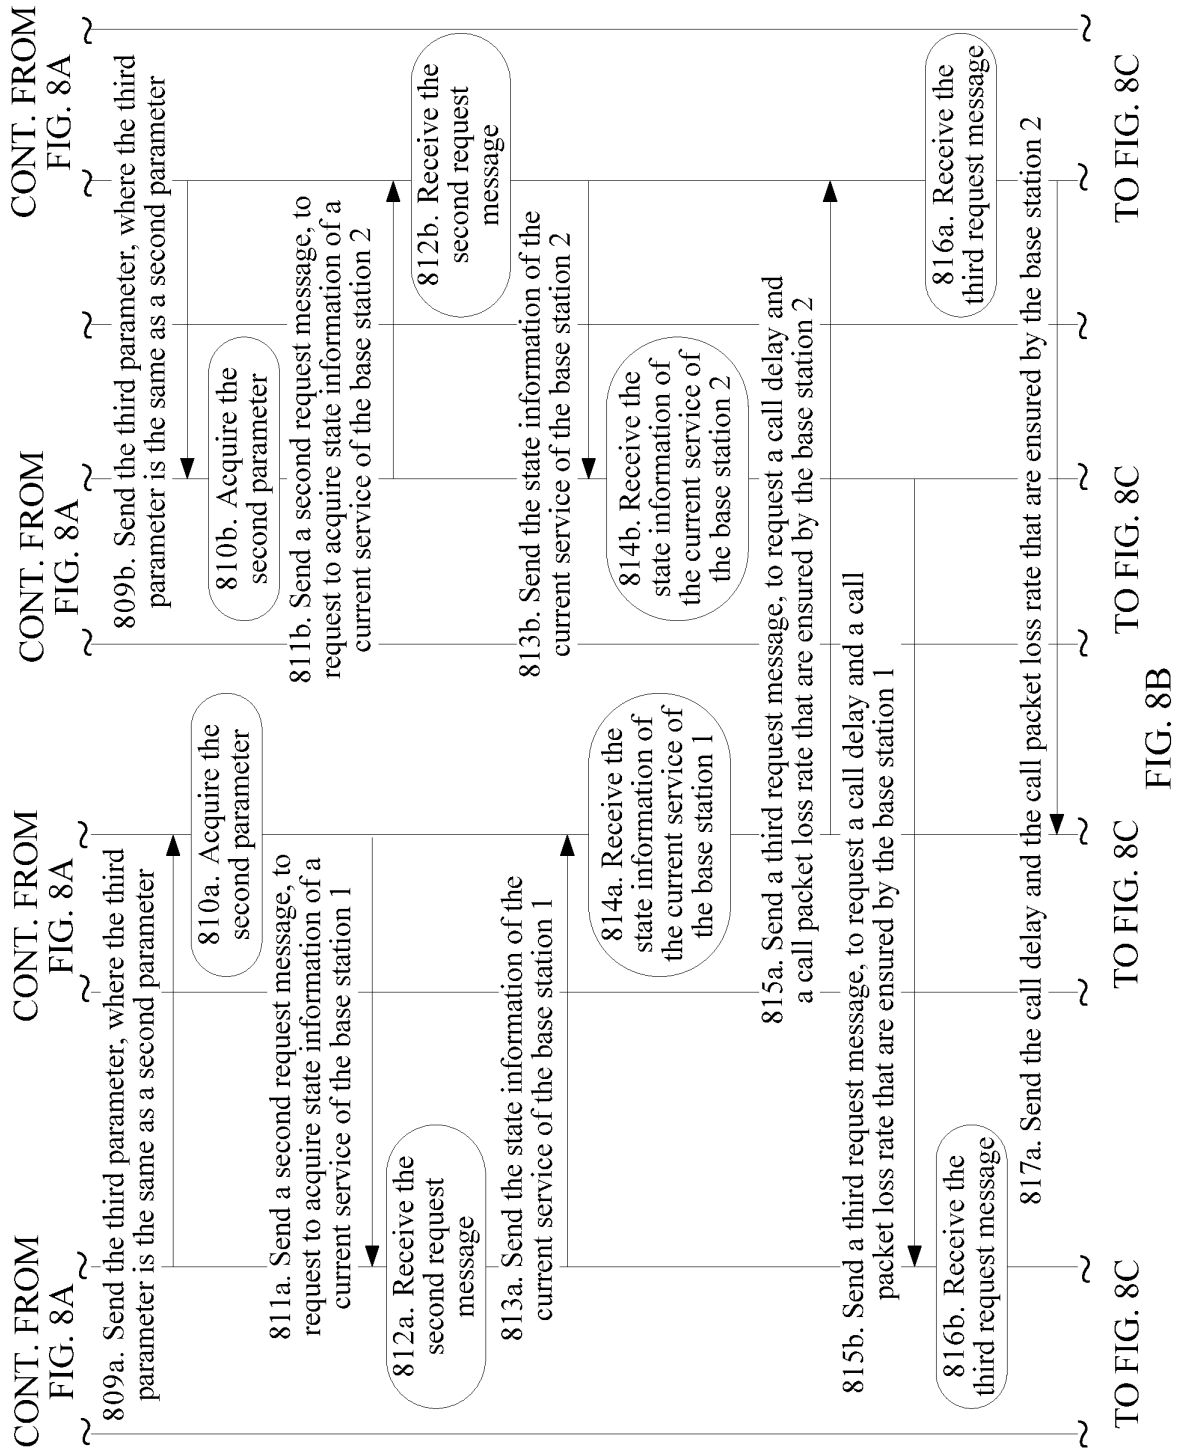 CONT. FROM
FIG. 8A
CONT. FROM
FIG. 8A
CONT. FROM
FIG. 8A
CONT. FROM
FIG. 8A
809a. Send the third parameter, where the third
parameter is the same as a second parameter
809b. Send the third parameter, where the third
parameter is the same as a second parameter
810a. Acquire the
second parameter
810b. Acquire the
second parameter
811a. Send a second request message, to
request to acquire state information of a
current service of the base station 1
811b. Send a second request message, to
request to acquire state information of a
current service of the base station 2
812a. Receive the
second request
message
812b. Receive the
second request
message
813a. Send the state information of the
current service of the base station 1
813b. Send the state information of the
current service of the base station 2
814a. Receive the
state information of
the current service of
the base station 1
814b. Receive the
state information of
the current service of
the base station 2
815a. Send a third request message, to request a call delay and
a call packet loss rate that are ensured by the base station 2
815b. Send a third request message, to request a call delay and a call
packet loss rate that are ensured by the base station 1
816b. Receive the
third request message
816a. Receive the
third request message
817a. Send the call delay and the call packet loss rate that are ensured by the base station 2
TO FIG. 8C
TO FIG. 8C
TO FIG. 8C
TO FIG. 8C
FIG. 8B